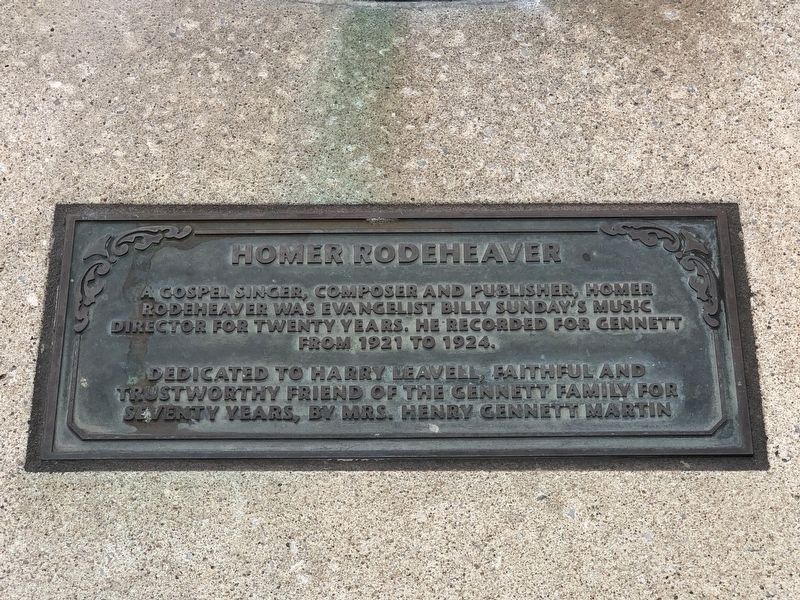 HOMER RODEHEAVER
A GOSPEL SINGER, COMPOSER AND PUBLISHER, HOMER
RODEHEAVER WAS EVANGELIST BILLY SUNDAY'S MUSIC
DIRECTOR FOR TWENTY YEARS. HE RECORDED FOR GENNETT
FROM 1921 TO 1924.
DEDICATED TO HARRY LEAVELL, FAITHFUL AND
TRUSTWORTHY FRIEND OF THE GENNETT FAMILY FOR
SEVENTY YEARS, BY MRS. HENRY GENNETT MARTIN